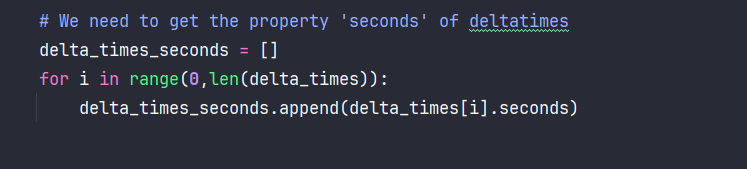 # We need to get the property 'seconds' of deltatimes
delta_times_seconds = []
for i in range(0,len(delta_times)):
    delta_times_seconds.append(delta_times[i].seconds)